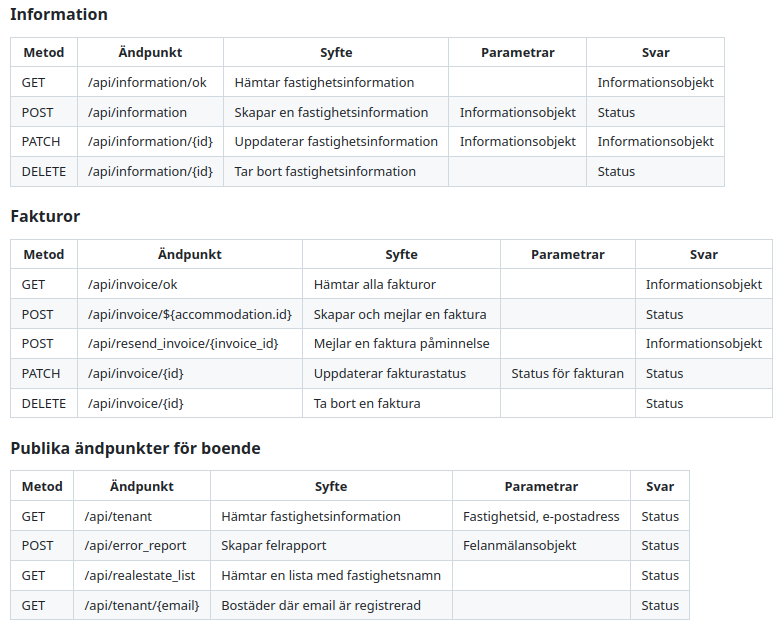 Information
Metod Ändpunkt Syfte Parametrar Svar
GET /api/information/ok Hämtar fastighetsinformation Informationsobjekt
POST /api/information Skapar en fastighetsinformation Informationsobjekt Status
PATCH /api/information/{id} Uppdaterar fastighetsinformation Informationsobjekt Informationsobjekt
DELETE /api/information/{id} Tar bort fastighetsinformation Status
Fakturor
Metod Ändpunkt Syfte Parametrar Svar
GET /api/invoice/ok Hämtar alla fakturor Informationsobjekt
POST /api/invoice/${accommodation.id} Skapar och mejlar en faktura Status
POST /api/resend_invoice/{invoice_id} Mejlar en faktura påminnelse Informationsobjekt
PATCH /api/invoice/{id} Uppdaterar fakturastatus Status för fakturan Status
DELETE /api/invoice/{id} Ta bort en faktura Status
Publika ändpunkter för boende
Metod Ändpunkt Syfte Parametrar Svar
GET /api/tenant Hämtar fastighetsinformation Fastighetsid, e-postadress Status
POST /api/error_report Skapar felrapport Felanmälansobjekt Status
GET /api/realestate_list Hämtar en lista med fastighetsnamn Status
GET /api/tenant/{email} Bostäder där email är registrerad Status